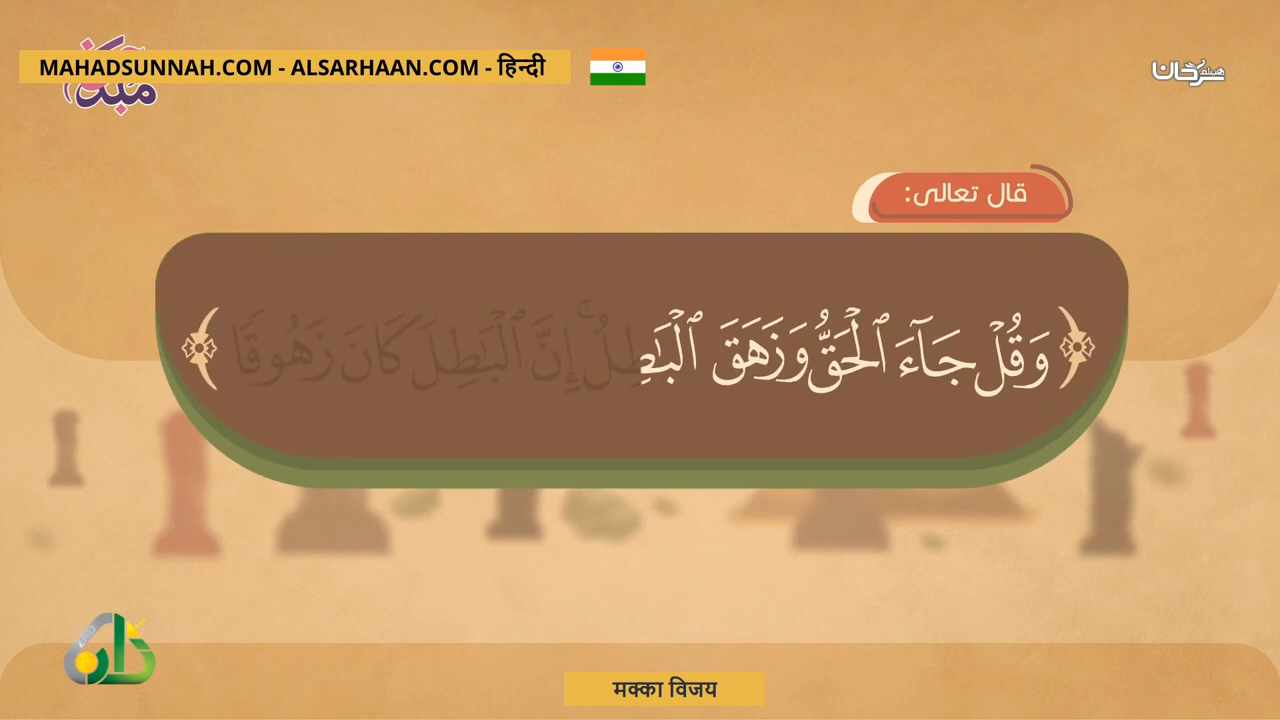 MAHADSUNNAH.COM - ALSARHAAN.COM - हिन्दी
قال تعالى:
وَقُلْ جَآءَ ٱلْحَقُّ وَزَهَقَ ٱلْبَـٰطِلُ ۚ إِنَّ ٱلْبَـٰطِلَ كَانَ زَهُوقًا
मक्का विजय